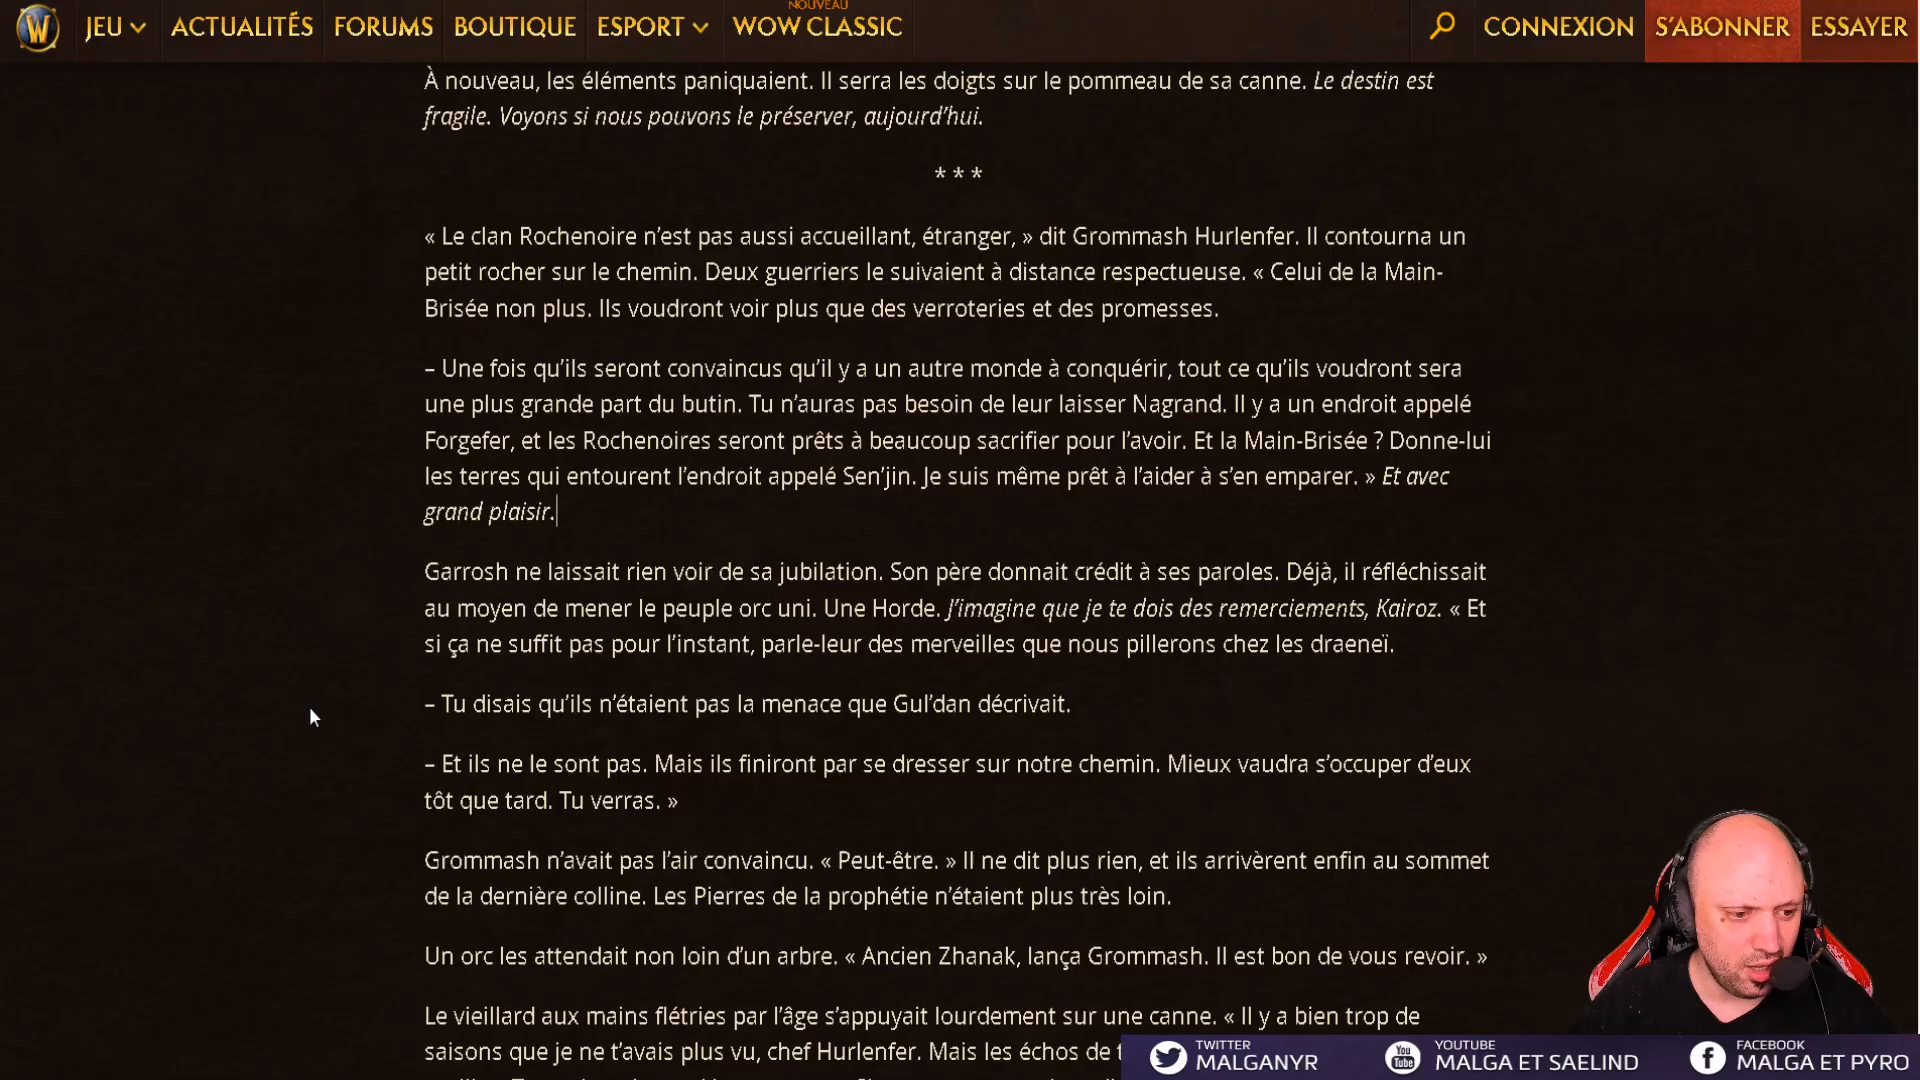 NOUVEAU
W JEU ACTUALITÉS FORUMS BOUTIQUE ESPORT WOW CLASSIC CONNEXION S'ABONNER ESSAYER
À nouveau, les éléments paniquaient. Il serra les doigts sur le pommeau de sa canne. Le destin est
fragile. Voyons si nous pouvons le préserver, aujourd’hui.
* * *
« Le clan Rochenoire n’est pas aussi accueillant, étranger, » dit Grommash Hurlenfer. Il contourna un
petit rocher sur le chemin. Deux guerriers le suivaient à distance respectueuse. « Celui de la Main-
Brisée non plus. Ils voudront voir plus que des verroteries et des promesses.
– Une fois qu’ils seront convaincus qu’il y a un autre monde à conquérir, tout ce qu’ils voudront sera
une plus grande part du butin. Tu n’auras pas besoin de leur laisser Nagrand. Il y a un endroit appelé
Forgefer, et les Rochenoires seront prêts à beaucoup sacrifier pour l’avoir. Et la Main-Brisée ? Donne-lui
les terres qui entourent l’endroit appelé Sen’jin. Je suis même prêt à l’aider à s’en emparer. » Et avec
grand plaisir.
Garrosh ne laissait rien voir de sa jubilation. Son père donnait crédit à ses paroles. Déjà, il réfléchissait
au moyen de mener le peuple orc uni. Une Horde. J’imagine que je te dois des remerciements, Kairoz. « Et
si ça ne suffit pas pour l’instant, parle-leur des merveilles que nous pillerons chez les draeneï.
– Tu disais qu’ils n’étaient pas la menace que Gul’dan décrivait.
– Et ils ne le sont pas. Mais ils finiront par se dresser sur notre chemin. Mieux vaudra s’occuper d’eux
tôt que tard. Tu verras. »
Grommash n’avait pas l’air convaincu. « Peut-être. » Il ne dit plus rien, et ils arrivèrent enfin au sommet
de la dernière colline. Les Pierres de la prophétie n’étaient plus très loin.
Un orc les attendait non loin d’un arbre. « Ancien Zhanak, lança Grommash. Il est bon de vous revoir. »
Le vieillard aux mains flétries par l’âge s’appuyait lourdement sur une canne. « Il y a bien trop de
saisons que je ne t’avais plus vu, chef Hurlenfer. Mais les échos de
TWITTER
MALGANYR
You Tube
YOUTUBE
MALGA ET SAELIND
FACEBOOK
MALGA ET PYRO